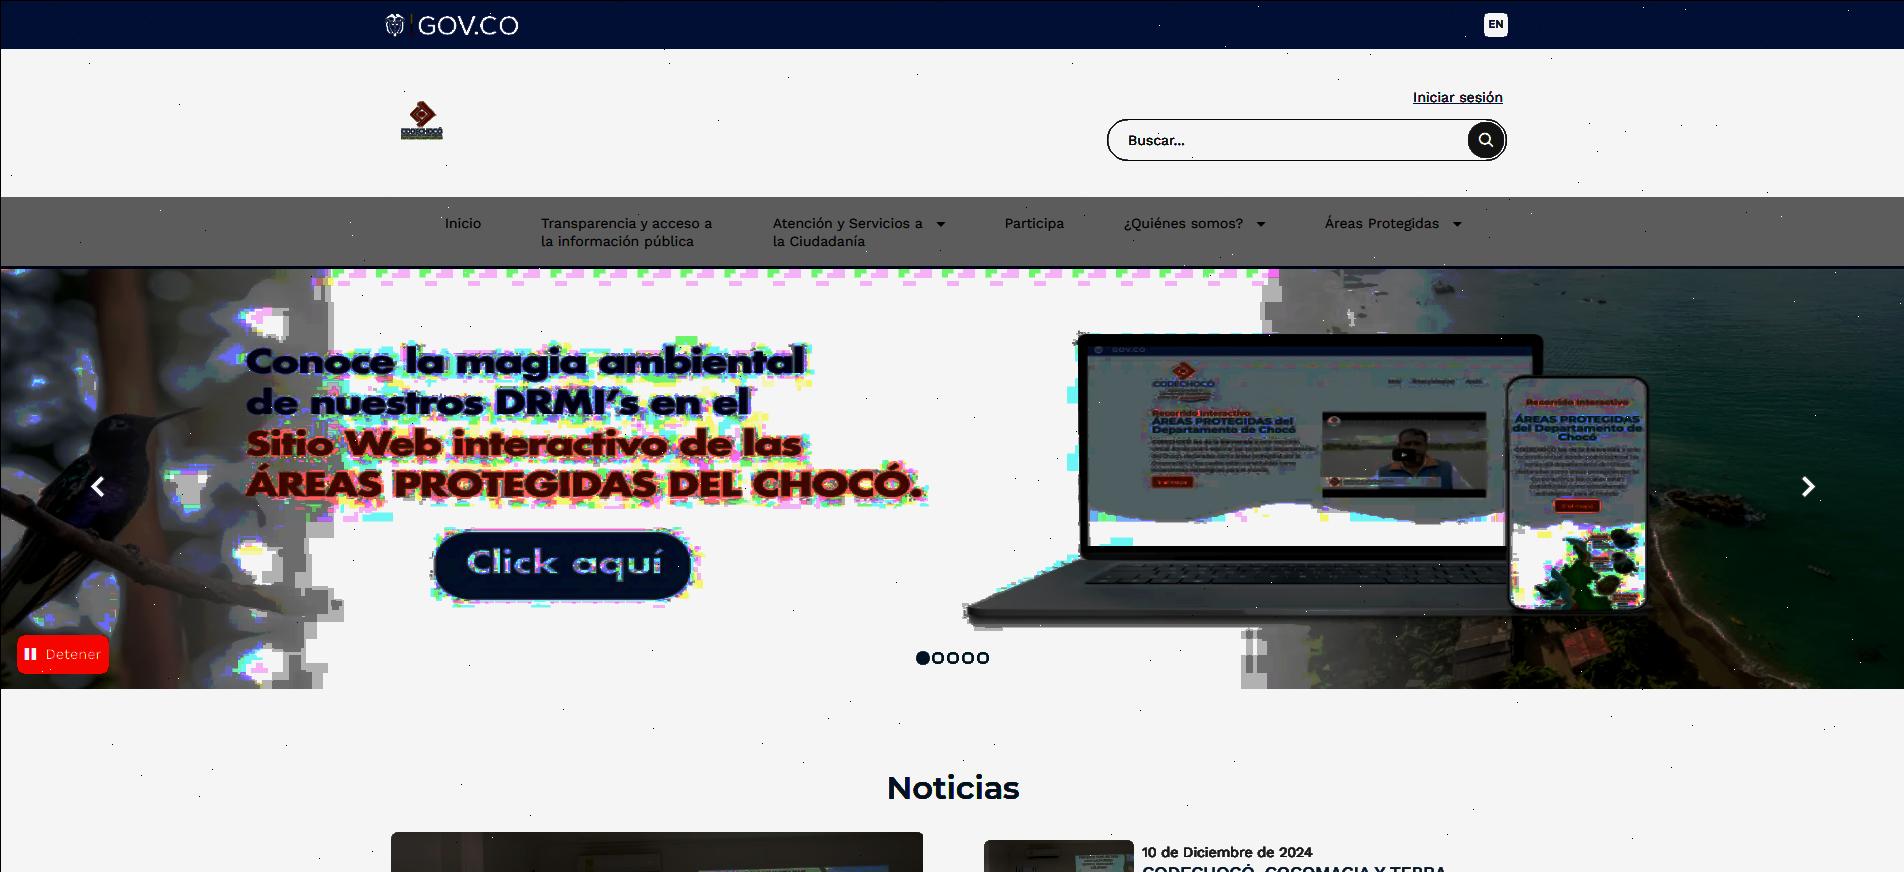 GOV.CO
EN
Iniciar sesión
CODECHOCÓ
Buscar...
Inicio
Transparencia y acceso a
la información pública
Atención y Servicios a
la Ciudadanía
Participa
¿Quiénes somos?
Áreas Protegidas
Conoce la magia ambiental
de nuestros DRMI's en el
Sitio Web interactivo de las
ÁREAS PROTEGIDAS DEL CHOCÓ.
Click aquí
GOV.CO
CODECHOCÓ
Recorrido Interactivo
ÁREAS PROTEGIDAS del
Departamento de Chocó
Recorrido Interactivo
ÁREAS PROTEGIDAS
del Departamento de
Chocó
Detener
Noticias
10 de Diciembre de 2024
CODECHOCÓ, COCOMACIA Y TERRA